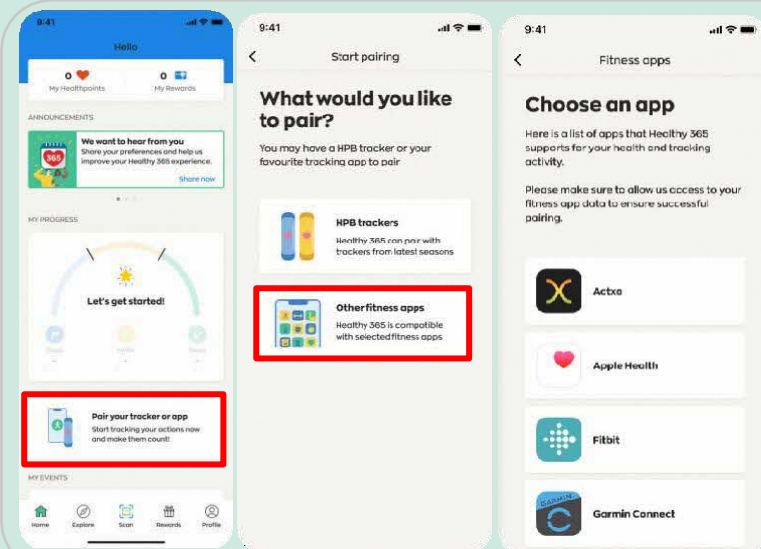 9:41
Hello
0
0
My Healthpoints
My Rewards
ANNOUNCEMENTS
365
We want to hear from you
Share your preferences and help us
improve your Healthy 365 experience.
Share now
MY PROGRESS
Let's get started!
Pair your tracker or app
Start tracking your actions now
and make them count!
MY EVENTS
Home
Explore
Scan
Rewards
Profile
9:41
Start pairing
What would you like
to pair?
You may have a HPB tracker or your
favourite tracking app to pair
HPB trackers
Healthy 365 can pair with
trackers from latest seasons
Other fitness apps
Healthy 365 is compatible
with selected fitness apps
9:41
Fitness apps
Choose an app
Here is a list of apps that Healthy 365
supports for your health and tracking
activity.
Please make sure to allow us access to your
fitness app data to ensure successful
pairing.
Actxa
Apple Health
Fitbit
GARMIN
Garmin Connect